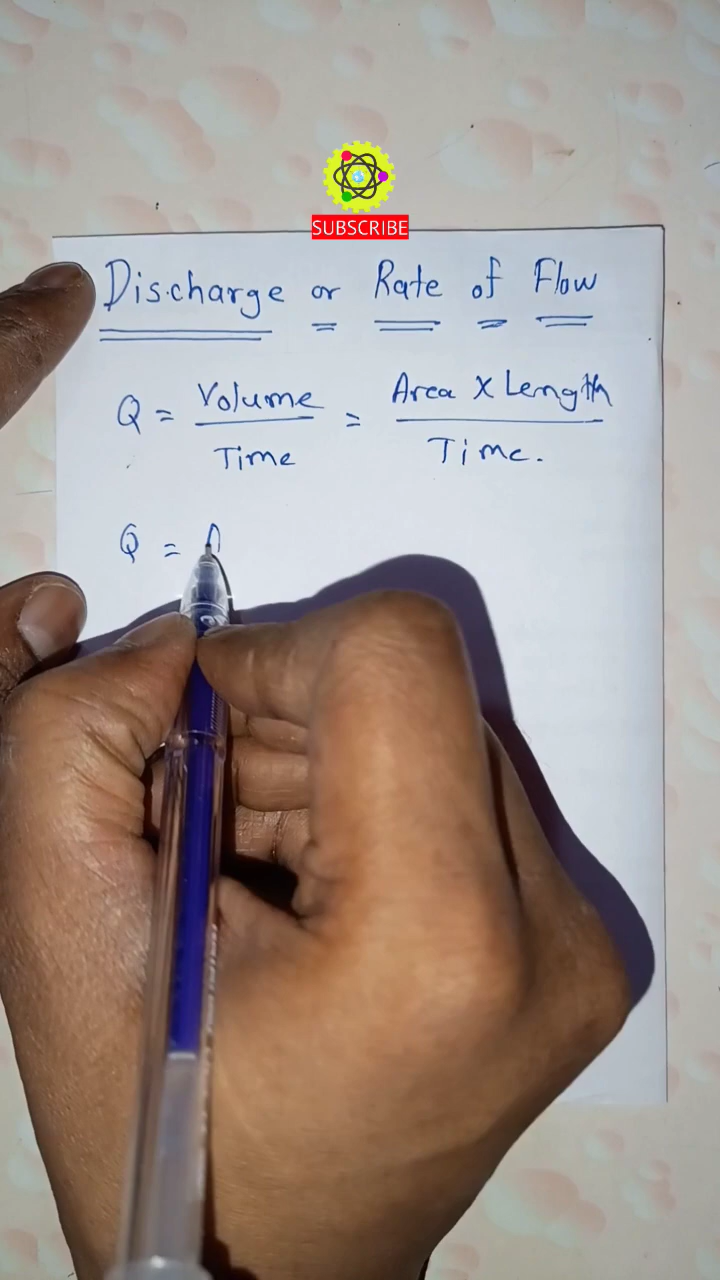 SUBSCRIBE
Discharge or Rate of Flow
Q = Volume / Time = Area X Length / Time.
Q =